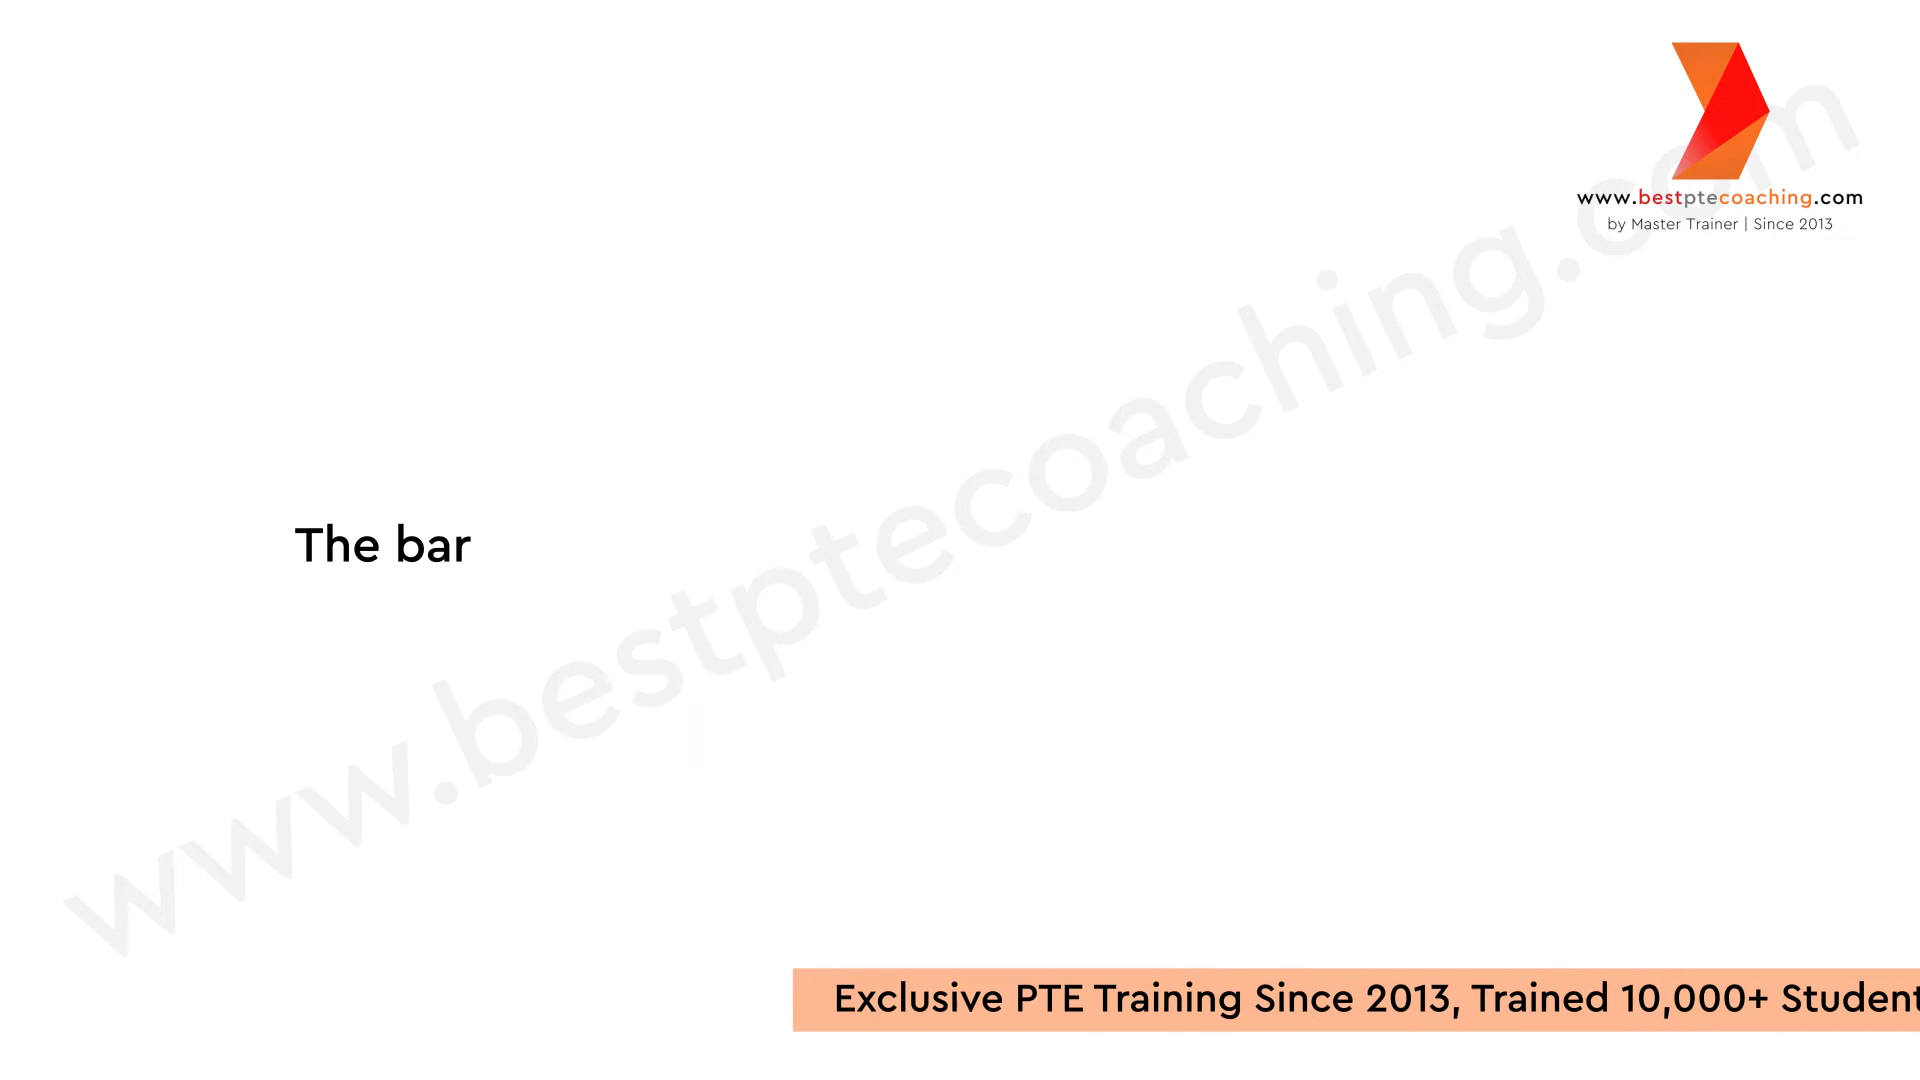 www.bestptecoaching.com
by Master Trainer | Since 2013
www.bestptecoaching.com
The bar
Exclusive PTE Training Since 2013, Trained 10,000+ Student